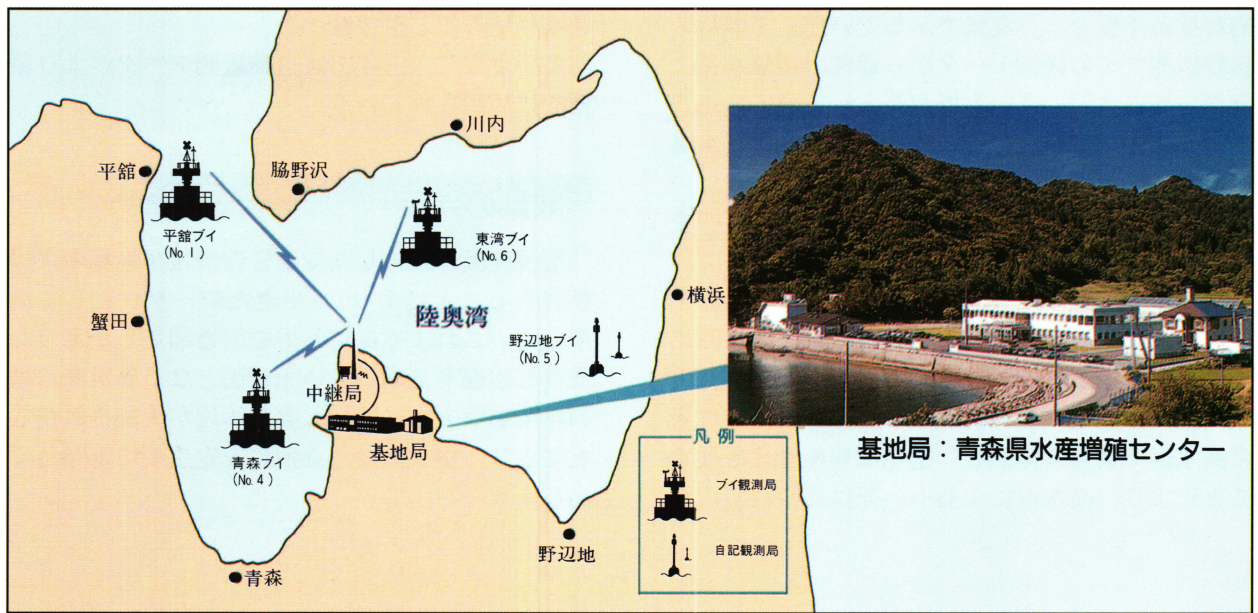 川内
平舘
脇野沢
平舘ブイ
(No.1)
東湾ブイ
(No.6)
横浜
蟹田
陸奥湾
野辺地ブイ
(No.5)
中継局
基地局
青森ブイ
(No.4)
凡例
ブイ観測局
自記観測局
野辺地
青森
基地局：青森県水産増殖センター